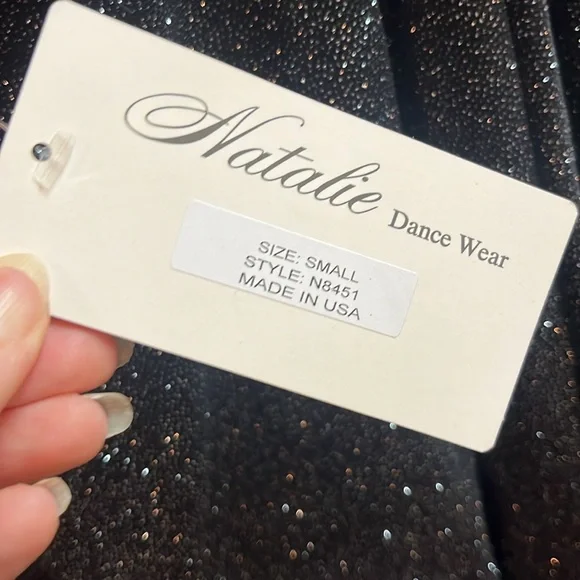 Natalie Dance Wear
SIZE: SMALL
STYLE: N8451
MADE IN USA